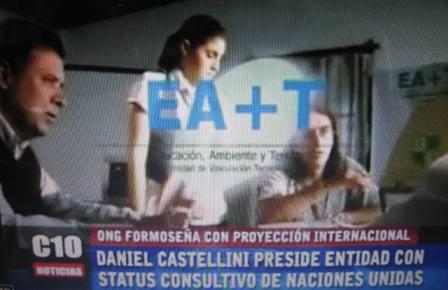 EA+T
EA+T
Educación, Ambiente y
C10
NOTICIAS
ONG FORMOSEÑA CON PROYECCIÓN INTERNACIONAL
DANIEL CASTELLINI PRESIDE ENTIDAD CON
STATUS CONSULTIVO DE NACIONES UNIDAS